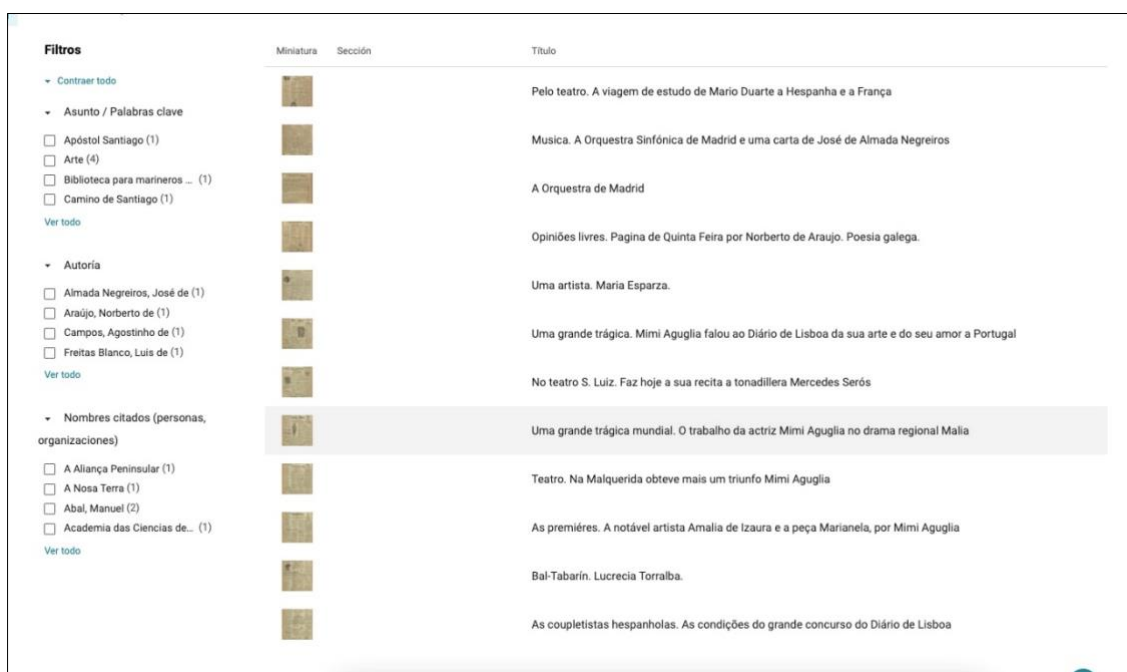 Filtros
Contraer todo
Asunto / Palabras clave
Apóstol Santiago (1)
Arte (4)
Biblioteca para marineros ... (1)
Camino de Santiago (1)
Ver todo
Autoría
Almada Negreiros, José de (1)
Araújo, Norberto de (1)
Campos, Agostinho de (1)
Freitas Blanco, Luis de (1)
Ver todo
Nombres citados (personas,
organizaciones)
A Aliança Peninsular (1)
A Nosa Terra (1)
Abal, Manuel (2)
Academia das Ciencias de... (1)
Ver todo
Miniatura Sección Título
Pelo teatro. A viagem de estudo de Mario Duarte a Hespanha e a França
Musica. A Orquestra Sinfónica de Madrid e uma carta de José de Almada Negreiros
A Orquestra de Madrid
Opiniões livres. Pagina de Quinta Feira por Norberto de Araujo. Poesia galega.
Uma artista. Maria Esparza.
Uma grande trágica. Mimi Aguglia falou ao Diário de Lisboa da sua arte e do seu amor a Portugal
No teatro S. Luiz. Faz hoje a sua recita a tonadillera Mercedes Serós
Uma grande trágica mundial. O trabalho da actriz Mimi Aguglia no drama regional Malia
Teatro. Na Malquerida obteve mais um triunfo Mimi Aguglia
As premiéres. A notável artista Amalia de Izaura e a peça Marianela, por Mimi Aguglia
Bal-Tabarín. Lucrecia Torralba.
As coupletistas hespanholas. As condições do grande concurso do Diário de Lisboa